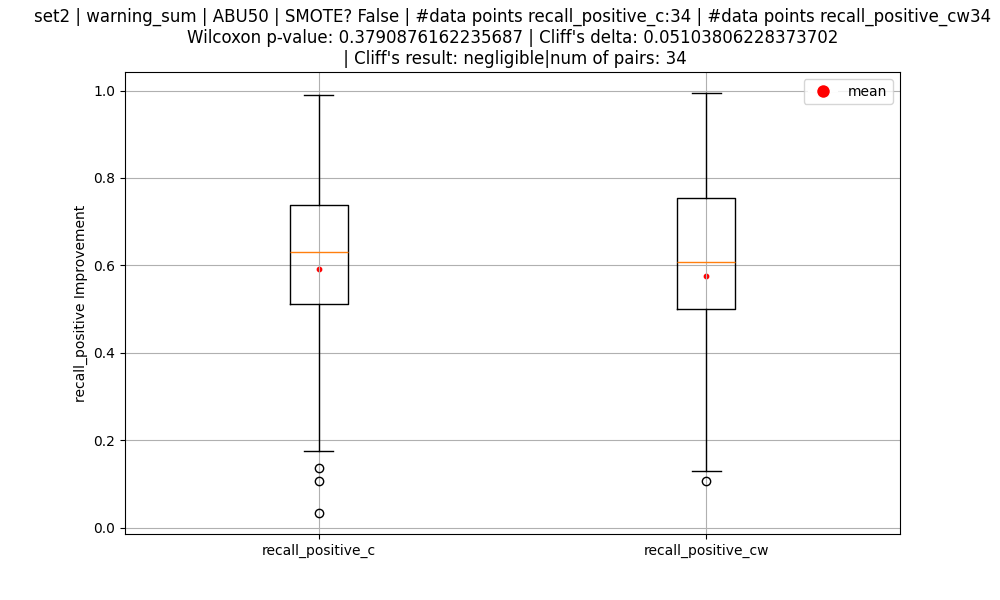 set2 | warning_sum | ABU50 | SMOTE? False | #data points recall_positive_c:34 | #data points recall_positive_cw34
Wilcoxon p-value: 0.3790876162235687 | Cliff's delta: 0.05103806228373702
| Cliff's result: negligible|num of pairs: 34
mean
recall_positive Improvement
1.0
0.8
0.6
0.4
0.2
0.0
recall_positive_c
recall_positive_cw